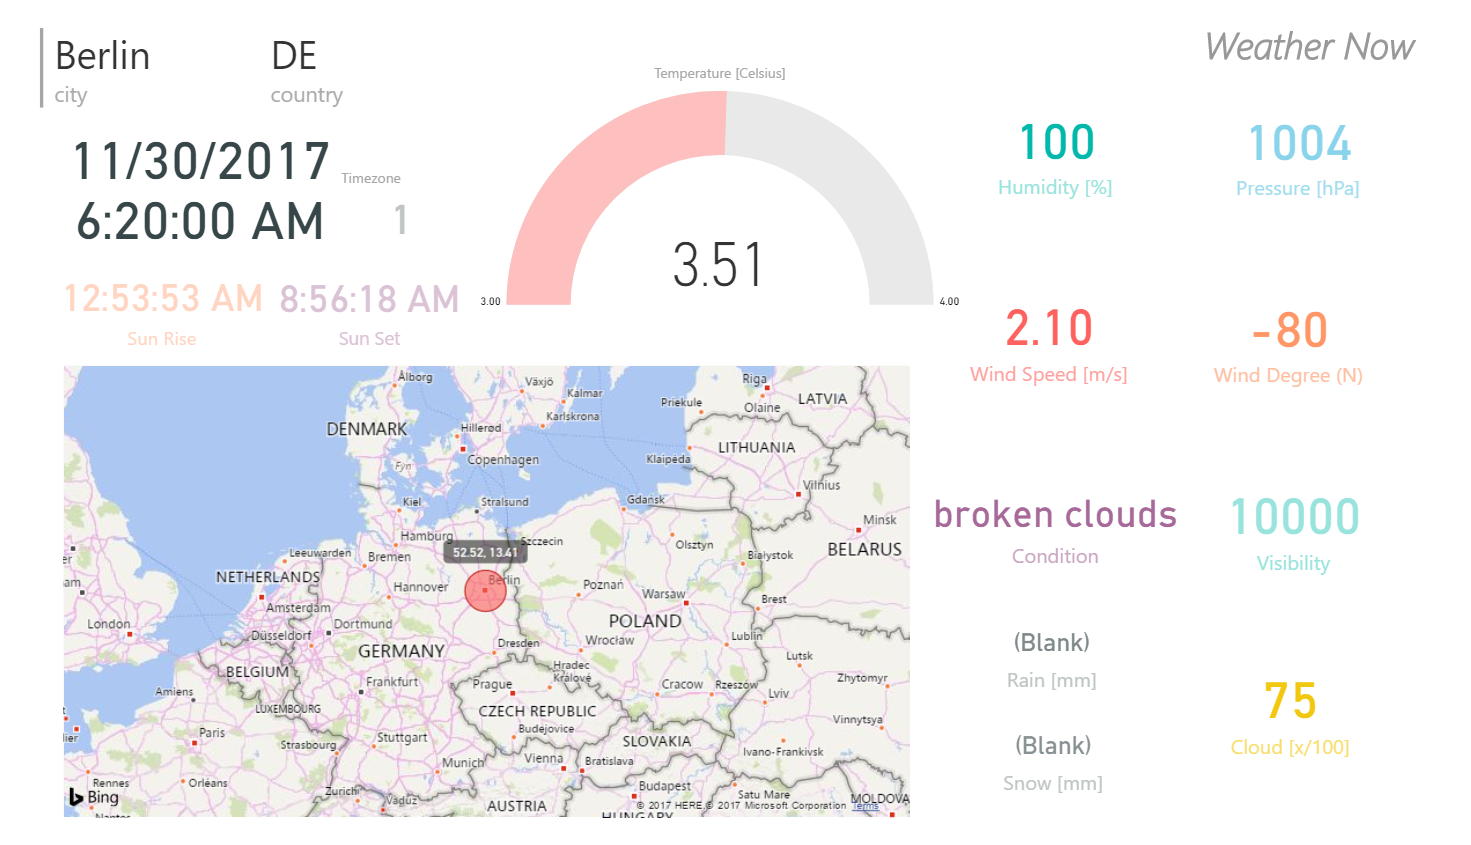 Berlin
city
DE
country
Weather Now
11/30/2017
6:20:00 AM
Timezone
1
12:53:53 AM
Sun Rise
8:56:18 AM
Sun Set
Temperature [Celsius]
3.51
3.00
4.00
100
Humidity [%]
1004
Pressure [hPa]
2.10
Wind Speed [m/s]
-80
Wind Degree (N)
broken clouds
Condition
10000
Visibility
(Blank)
Rain [mm]
75
Cloud [x/100]
(Blank)
Snow [mm]
Ålborg
Växjö
Kalmar
Karlskrona
Riga
Olaine
LATVIA
Priekule
DENMARK
Hillerød
Copenhagen
Fyn
LITHUANIA
Klaipėda
Vilnius
Kiel
Stralsund
Gdansk
Minsk
BELARUS
Hamburg
Szczecin
Olsztyn
Białystok
52.52, 13.41
Leeuwarden
Bremen
NETHERLANDS
Hannover
Berlin
Poznań
Warsaw
Brest
am
London
Amsterdam
Dortmund
Düsseldorf
POLAND
Wrocław
Lublin
Dresden
GERMANY
BELGIUM
Lutsk
Hradec
Králové
Zhytomyr
Amiens
Frankfurt
Prague
Cracow
Rzeszów
Lviv
LUXEMBOURG
CZECH REPUBLIC
Vinnytsya
Paris
Strasbourg
Stuttgart
Budejovice
SLOVAKIA
Ivano-Frankivsk
lier
Munich
Vienna
Bratislava
Rennes
Orléans
Zurich
Vaduz
AUSTRIA
Budapest
Satu Mare
MOLDOVA
Bing
© 2017 HERE,© 2017 Microsoft Corporation Terms
Nantes
HUNGARY